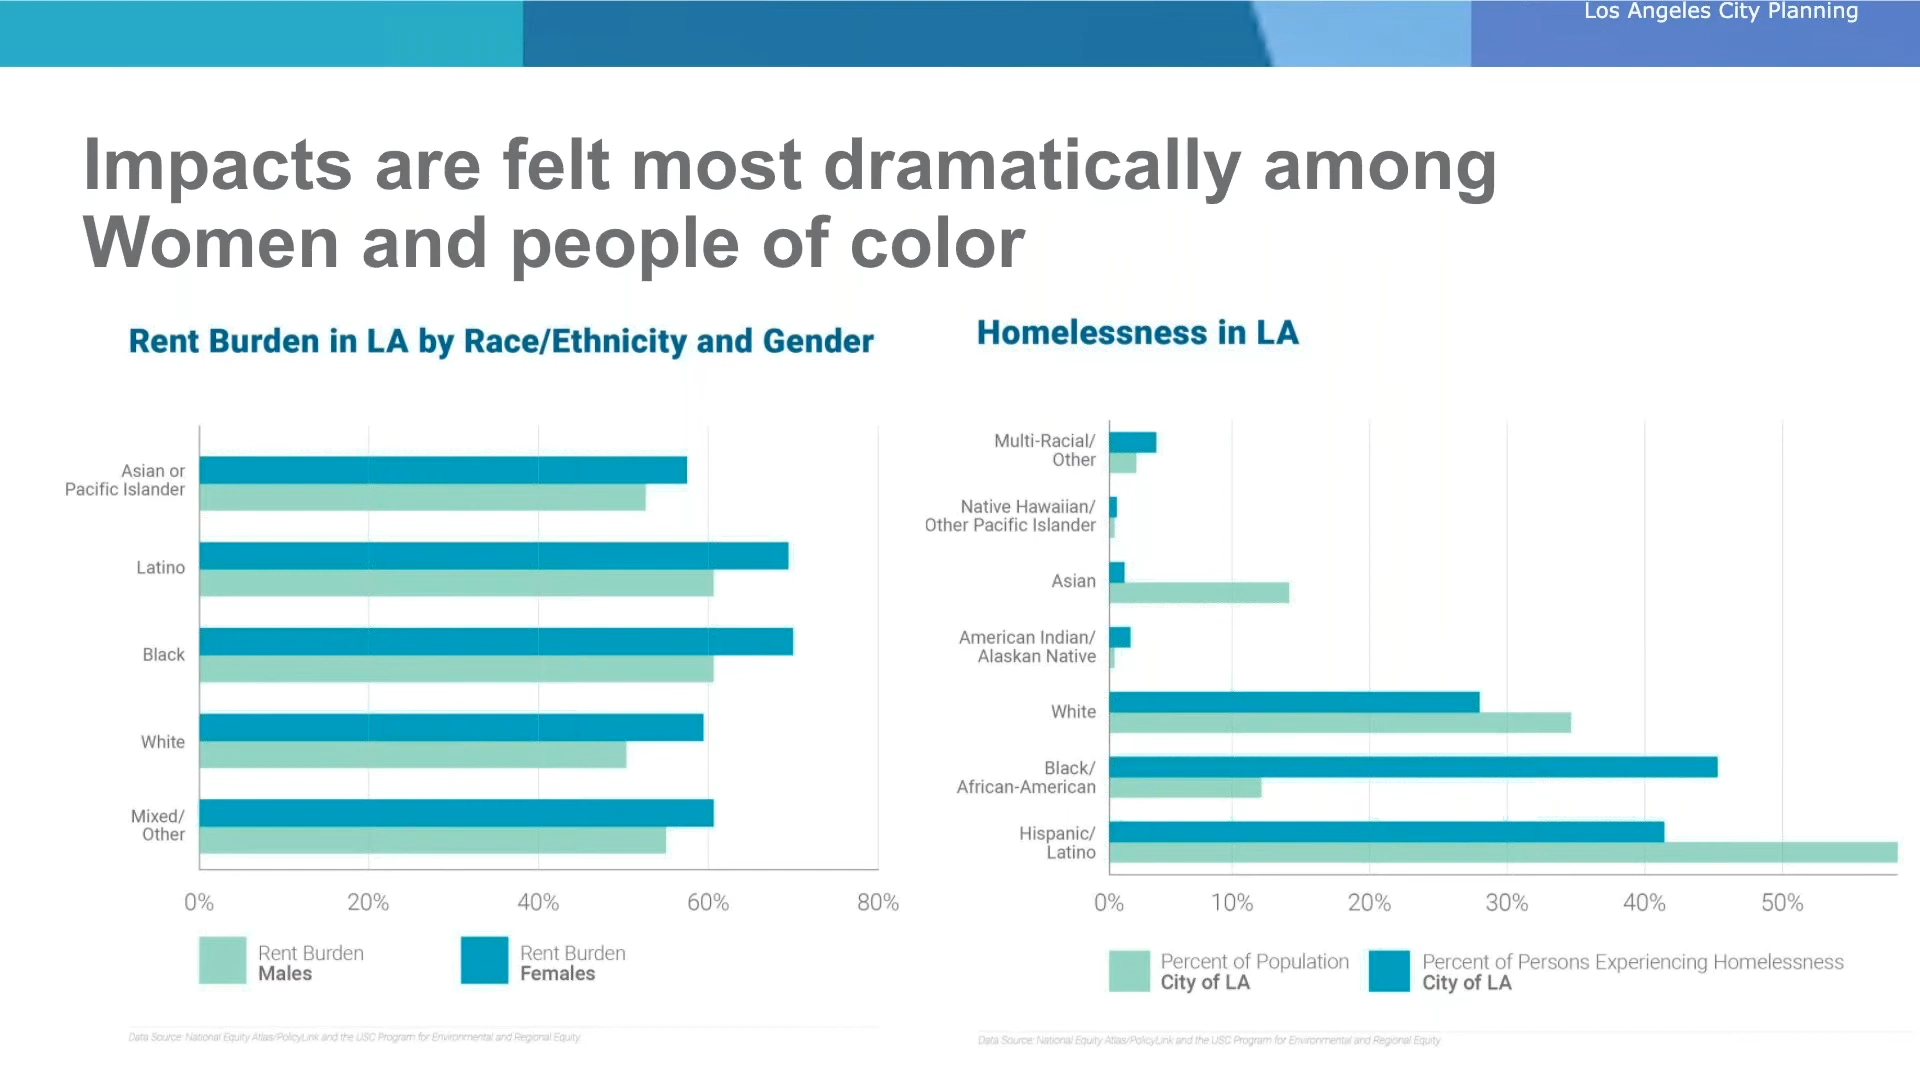 Los Angeles City Planning
Impacts are felt most dramatically among
Women and people of color
Rent Burden in LA by Race/Ethnicity and Gender
Asian or
Pacific Islander
Latino
Black
White
Mixed/
Other
0% 20% 40% 60% 80%
Rent Burden
Males
Rent Burden
Females
Data Source: National Equity Atlas/PolicyLink and the USC Program for Environmental and Regional Equity
Homelessness in LA
Multi-Racial/
Other
Native Hawaiian/
Other Pacific Islander
Asian
American Indian/
Alaskan Native
White
Black/
African-American
Hispanic/
Latino
0% 10% 20% 30% 40% 50%
Percent of Population
City of LA
Percent of Persons Experiencing Homelessness
City of LA
Data Source: National Equity Atlas/PolicyLink and the USC Program for Environmental and Regional Equity